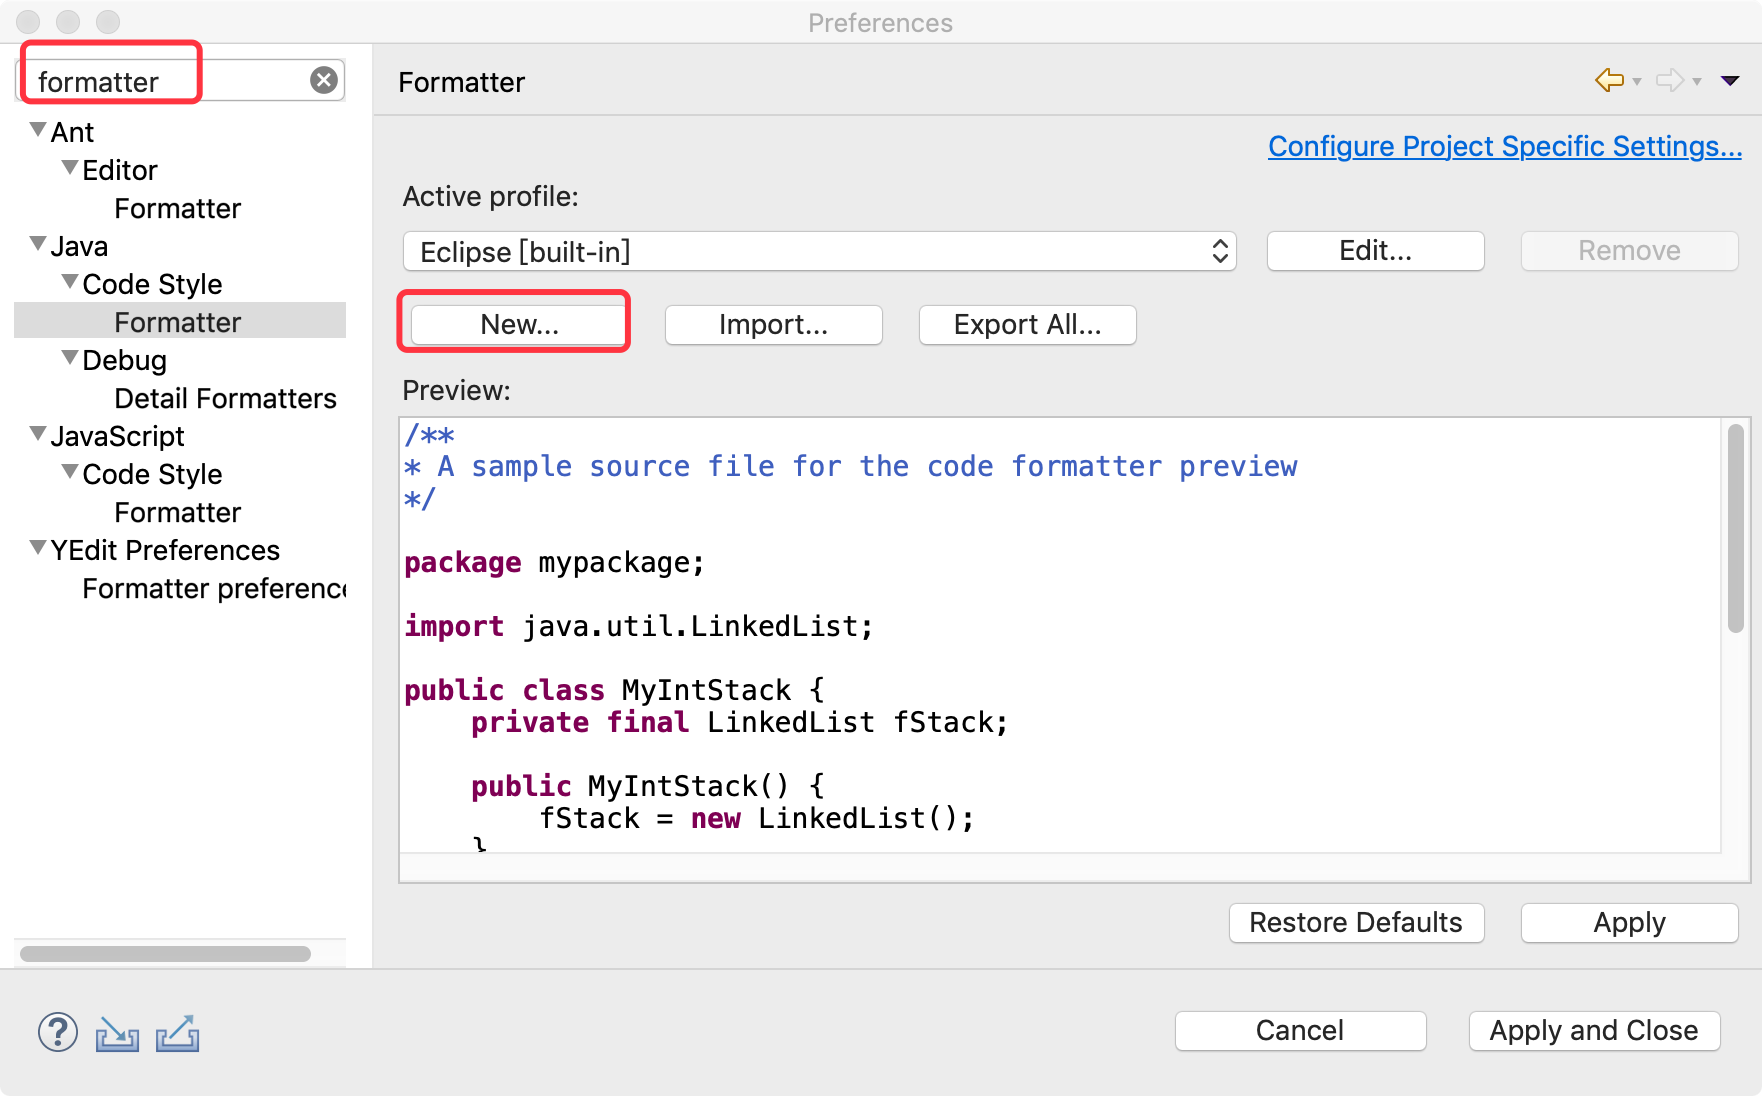 Preferences
formatter
Ant
Editor
Formatter
Java
Code Style
Formatter
Debug
Detail Formatters
JavaScript
Code Style
Formatter
YEdit Preferences
Formatter preference
Formatter
Configure Project Specific Settings...
Active profile:
Eclipse [built-in]
Edit...
Remove
New...
Import...
Export All...
Preview:
/**
* A sample source file for the code formatter preview
*/
package mypackage;
import java.util.LinkedList;
public class MyIntStack {
private final LinkedList fStack;
public MyIntStack() {
fStack = new LinkedList();
}
Restore Defaults
Apply
?
Cancel
Apply and Close